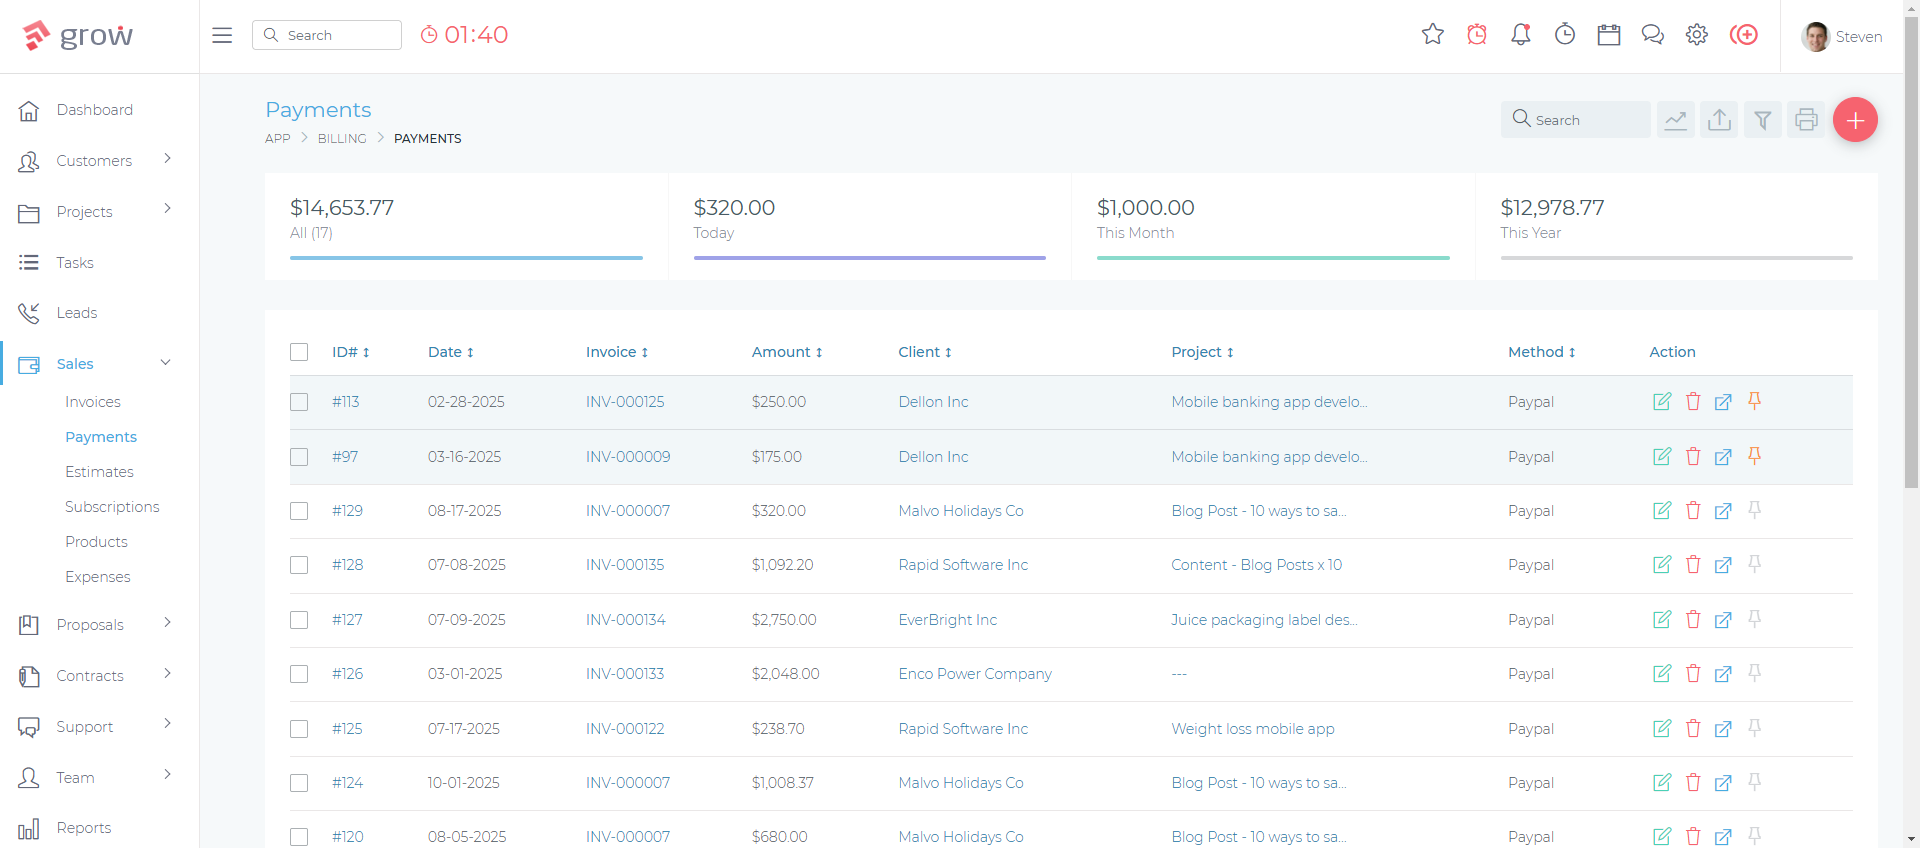 grow
Search
01:40
Steven
Dashboard
Customers
Projects
Tasks
Leads
Sales
Invoices
Payments
Estimates
Subscriptions
Products
Expenses
Proposals
Contracts
Support
Team
Reports
Payments
APP > BILLING > PAYMENTS
Search
$14,653.77
All (17)
$320.00
Today
$1,000.00
This Month
$12,978.77
This Year
ID# Date Invoice Amount Client Project Method Action
#113 02-28-2025 INV-000125 $250.00 Dellon Inc Mobile banking app develo... Paypal
#97 03-16-2025 INV-000009 $175.00 Dellon Inc Mobile banking app develo... Paypal
#129 08-17-2025 INV-000007 $320.00 Malvo Holidays Co Blog Post - 10 ways to sa... Paypal
#128 07-08-2025 INV-000135 $1,092.20 Rapid Software Inc Content - Blog Posts x 10 Paypal
#127 07-09-2025 INV-000134 $2,750.00 EverBright Inc Juice packaging label des... Paypal
#126 03-01-2025 INV-000133 $2,048.00 Enco Power Company --- Paypal
#125 07-17-2025 INV-000122 $238.70 Rapid Software Inc Weight loss mobile app Paypal
#124 10-01-2025 INV-000007 $1,008.37 Malvo Holidays Co Blog Post - 10 ways to sa... Paypal
#120 08-05-2025 INV-000007 $680.00 Malvo Holidays Co Blog Post - 10 ways to sa... Paypal